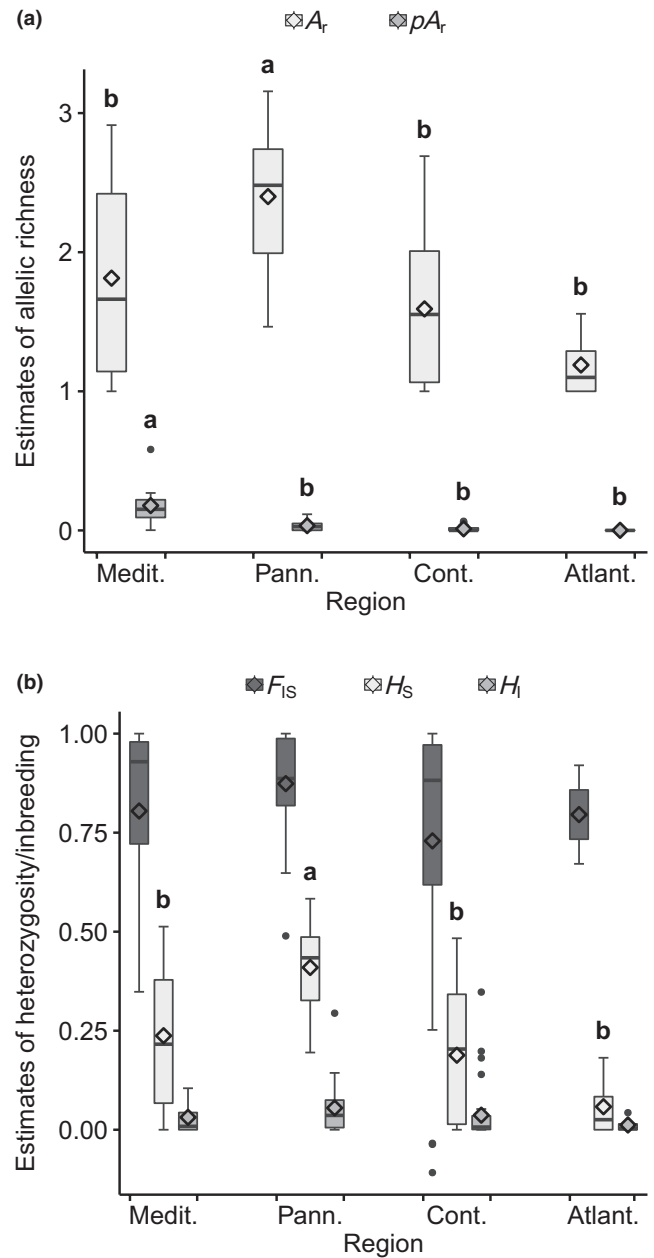 (a)
Ar pAr
Estimates of allelic richness
3
2
1
0
b
a
b
b
a
b
b
b
Medit. Pann. Cont. Atlant.
Region
(b)
FIS HS HI
Estimates of heterozygosity/inbreeding
1.00
0.75
0.50
0.25
0.00
b
a
b
b
Medit. Pann. Cont. Atlant.
Region